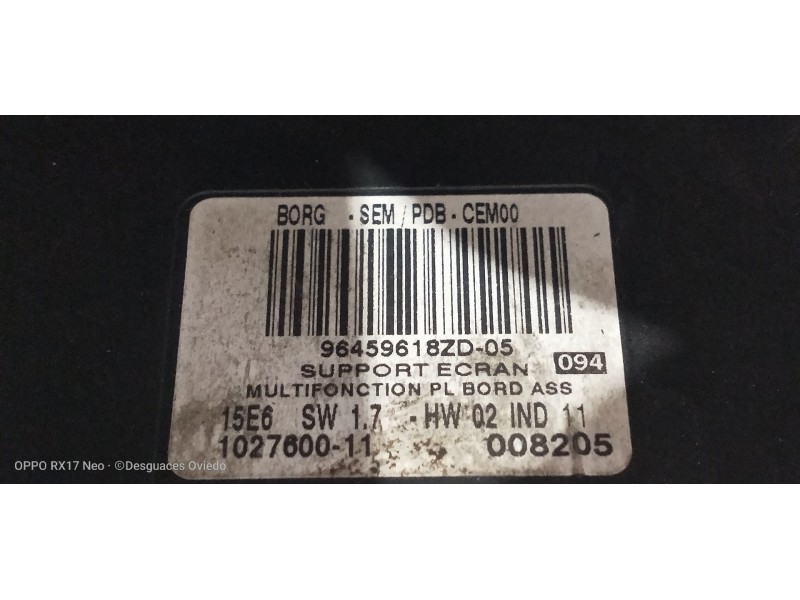 BORG - SEM / PDB - CEM00
96459618ZD-05
SUPPORT ECRAN 094
MULTIFONCTION PL BORD ASS
15E6 SW 1.7 - HW 02 IND 11
1027600-11 008205
OPPO RX17 Neo · ©Desguaces Oviedo